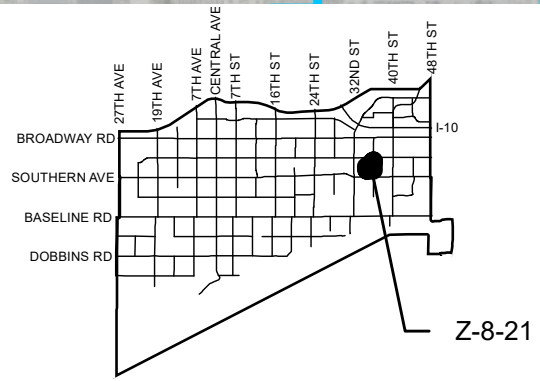 27TH AVE
19TH AVE
7TH AVE
CENTRAL AVE
7TH ST
16TH ST
24TH ST
32ND ST
40TH ST
48TH ST
I-10
BROADWAY RD
SOUTHERN AVE
BASELINE RD
DOBBINS RD
Z-8-21